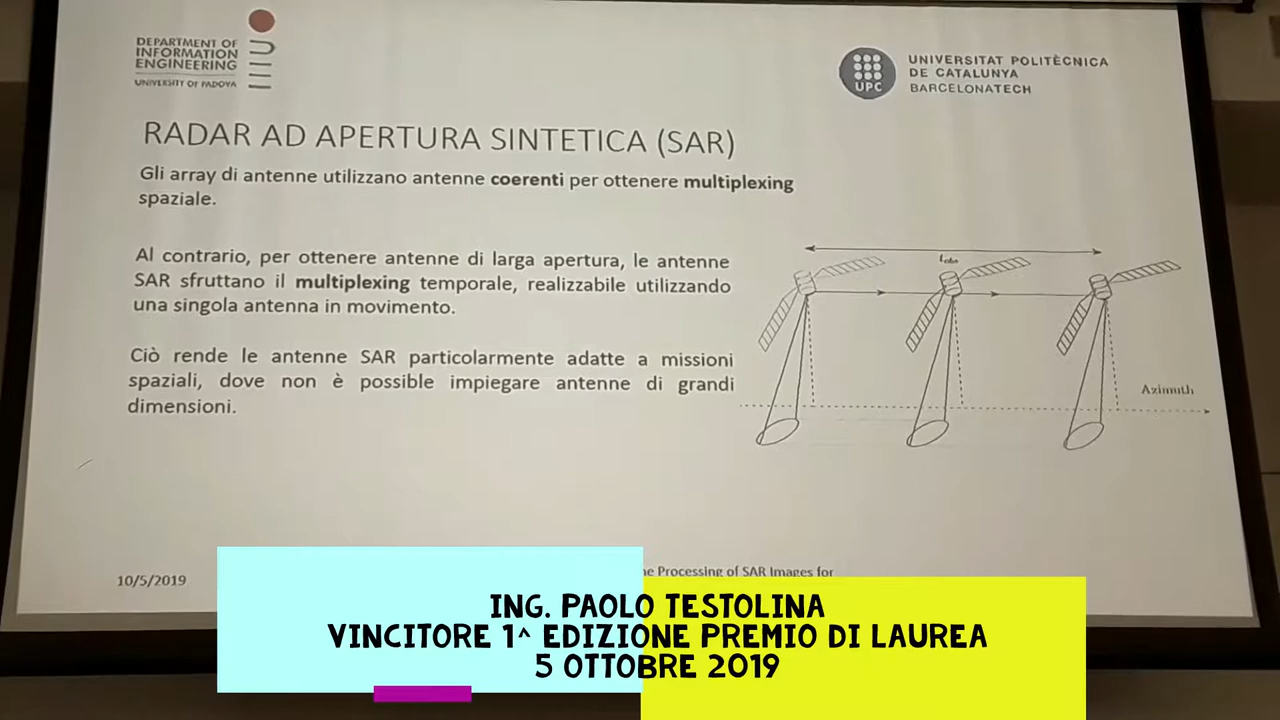 DEPARTMENT OF
INFORMATION
ENGINEERING
UNIVERSITY OF PADOVA
UPC
UNIVERSITAT POLITÈCNICA
DE CATALUNYA
BARCELONATECH
RADAR AD APERTURA SINTETICA (SAR)
Gli array di antenne utilizzano antenne coerenti per ottenere multiplexing
spaziale.
Al contrario, per ottenere antenne di larga apertura, le antenne
SAR sfruttano il multiplexing temporale, realizzabile utilizzando
una singola antenna in movimento.
Ciò rende le antenne SAR particolarmente adatte a missioni
spaziali, dove non è possible impiegare antenne di grandi
dimensioni.
Azimuth
10/5/2019
Processing of SAR Images for
ING. PAOLO TESTOLINA
VINCITORE 1^ EDIZIONE PREMIO DI LAUREA
5 OTTOBRE 2019